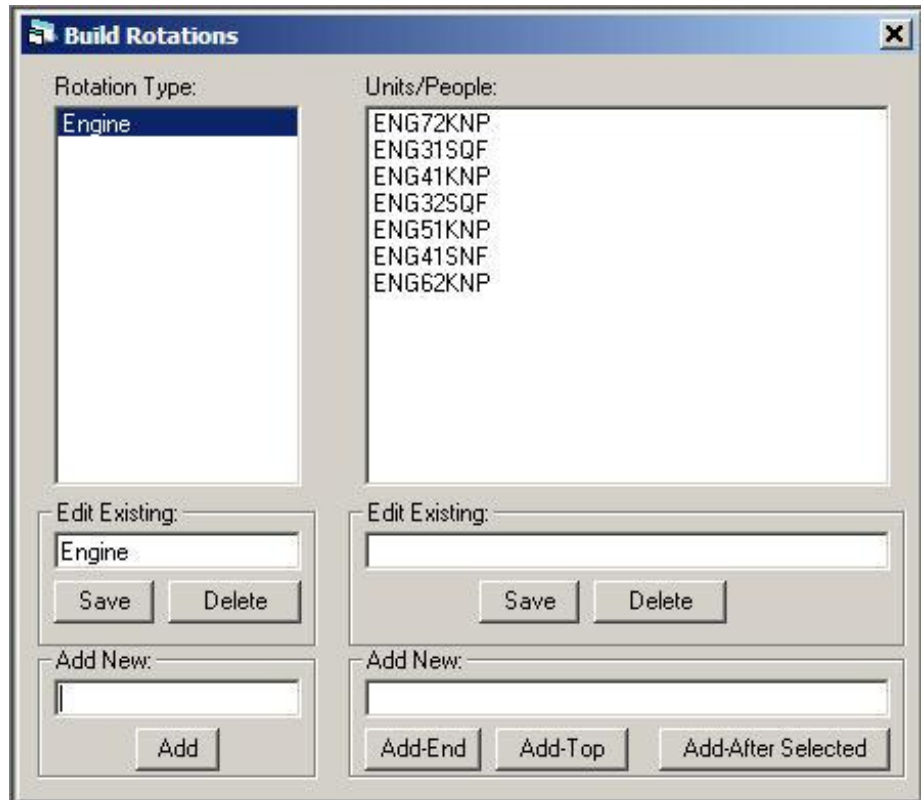 Build Rotations
Rotation Type:
Engine
Units/People:
ENG72KNP
ENG31SQF
ENG41KNP
ENG32SQF
ENG51KNP
ENG41SNF
ENG62KNP
Edit Existing:
Engine
Save Delete
Edit Existing:
Save Delete
Add New:
Add
Add New:
Add-End Add-Top Add-After Selected